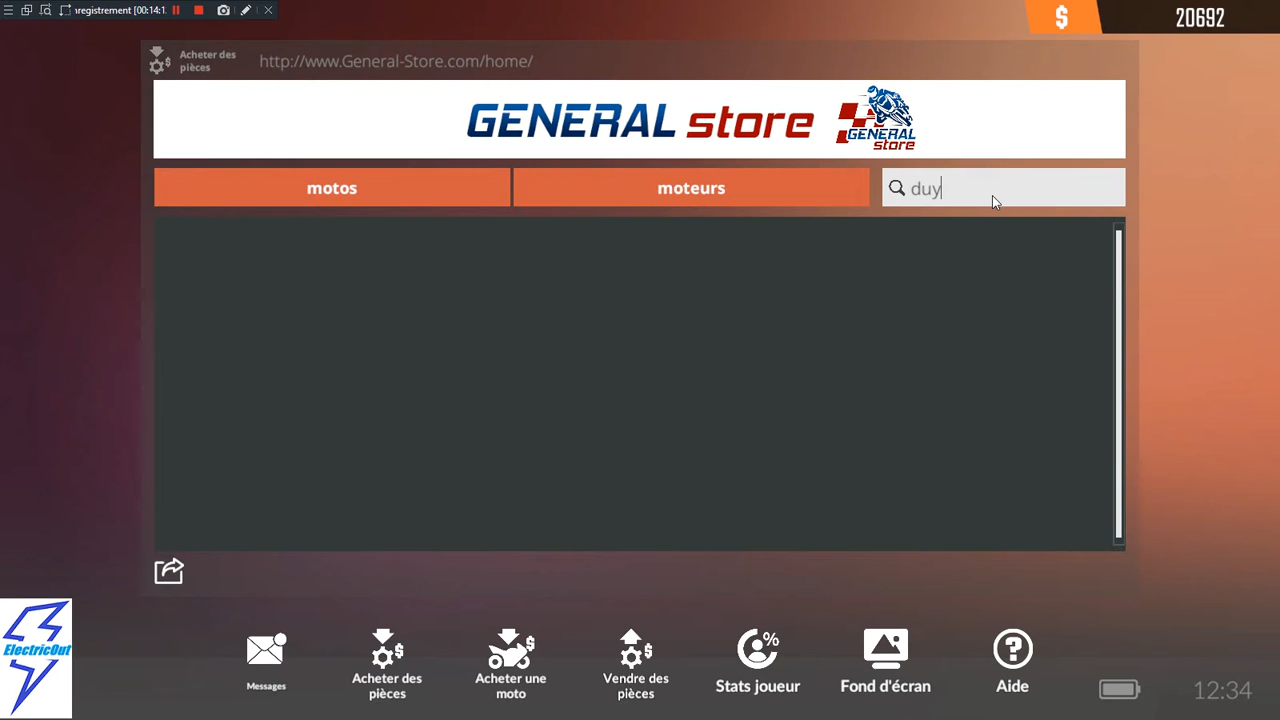 nregistrement [00:14:1
$ 20692
Acheter des
pièces
http://www.General-Store.com/home/
GENERAL store
GENERAL
store
motos
moteurs
duy
ElectricOut
Messages
Acheter des
pièces
Acheter une
moto
Vendre des
pièces
Stats joueur
Fond d'écran
Aide
12:34